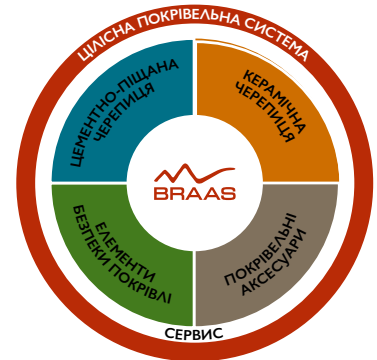 ЦІЛІСНА ПОКРІВЕЛЬНА СИСТЕМА
ЦЕМЕНТНО-ПІЩАНА
ЧЕРЕПИЦЯ
КЕРАМІЧНА
ЧЕРЕПИЦЯ
BRAAS
ЕЛЕМЕНТИ
БЕЗПЕКИ ПОКРІВЛІ
ПОКРІВЕЛЬНІ
АКСЕСУАРИ
СЕРВИС